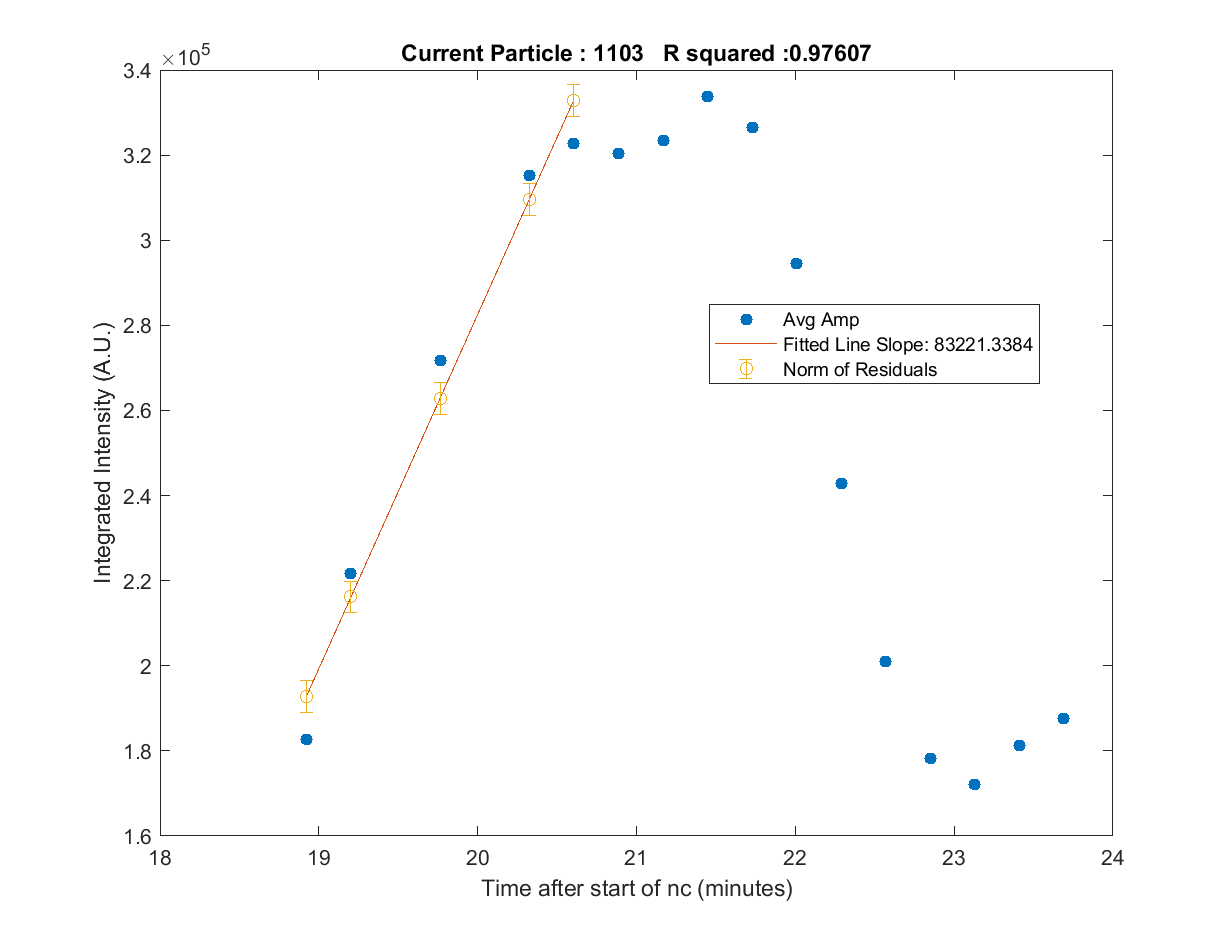 Current Particle : 1103 R squared :0.97607
×10^5
3.4
3.2
3
2.8
2.6
2.4
2.2
2
1.8
1.6
Integrated Intensity (A.U.)
Avg Amp
Fitted Line Slope: 83221.3384
Norm of Residuals
18 19 20 21 22 23 24
Time after start of nc (minutes)